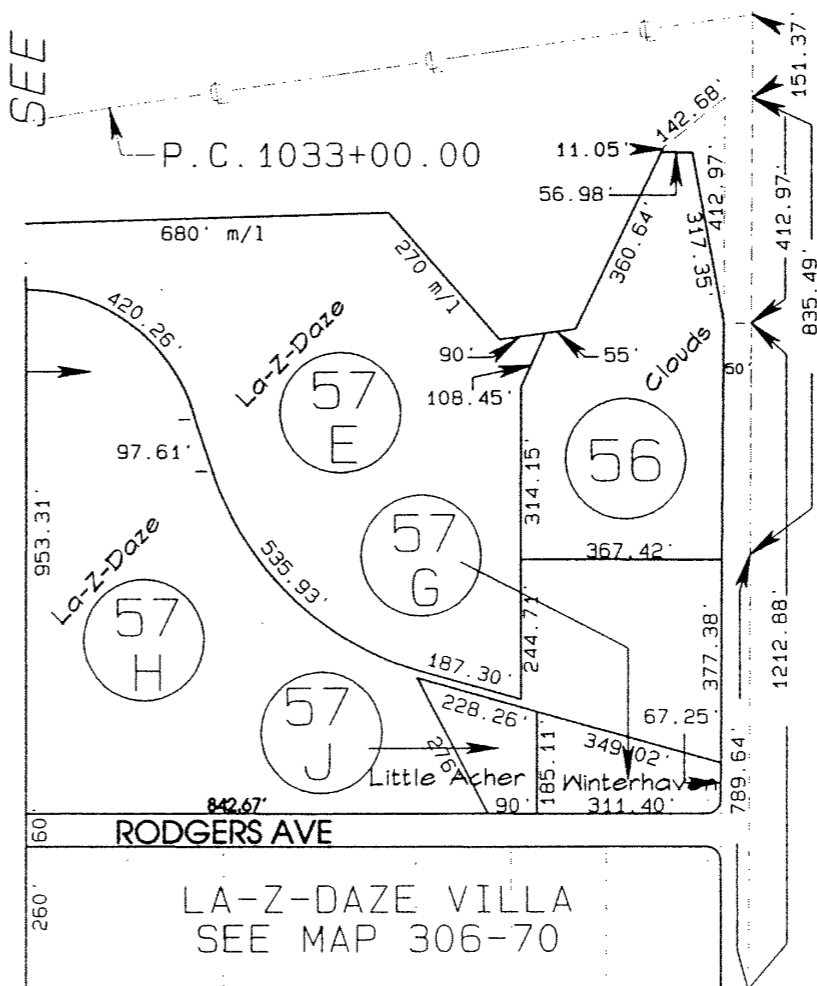 SEE
℄
℄
℄
151.37'
P.C. 1033+00.00
142.68'
11.05'
56.98'
412.97'
412.97'
835.49'
680' m/l
270 m/l
360.64'
317.35'
420.26'
La-Z-Daze
57
E
90'
55'
108.45'
Clouds
50'
56
97.61'
314.15'
953.31'
La-Z-Daze
57
H
535.93'
57
G
367.42'
244.71'
377.38'
1212.88'
187.30'
57
J
228.26'
67.25'
276'
349.02'
185.11'
789.64'
Little Acher
Winterhaven
842.67'
90'
311.40'
60'
RODGERS AVE
260'
LA-Z-DAZE VILLA
SEE MAP 306-70